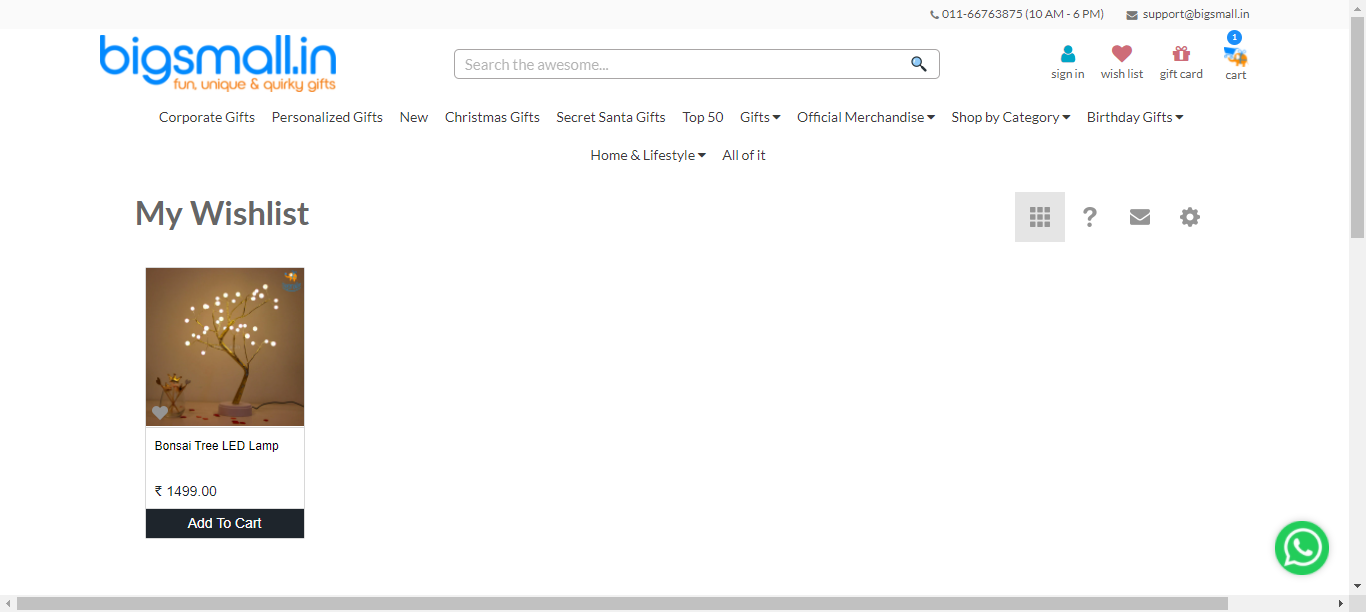 011-66763875 (10 AM - 6 PM) support@bigsmall.in
bigsmall.in
fun, unique & quirky gifts
Search the awesome...
1
sign in wish list gift card cart
Corporate Gifts Personalized Gifts New Christmas Gifts Secret Santa Gifts Top 50 Gifts Official Merchandise Shop by Category Birthday Gifts
Home & Lifestyle All of it
My Wishlist
?
Bonsai Tree LED Lamp
₹ 1499.00
Add To Cart